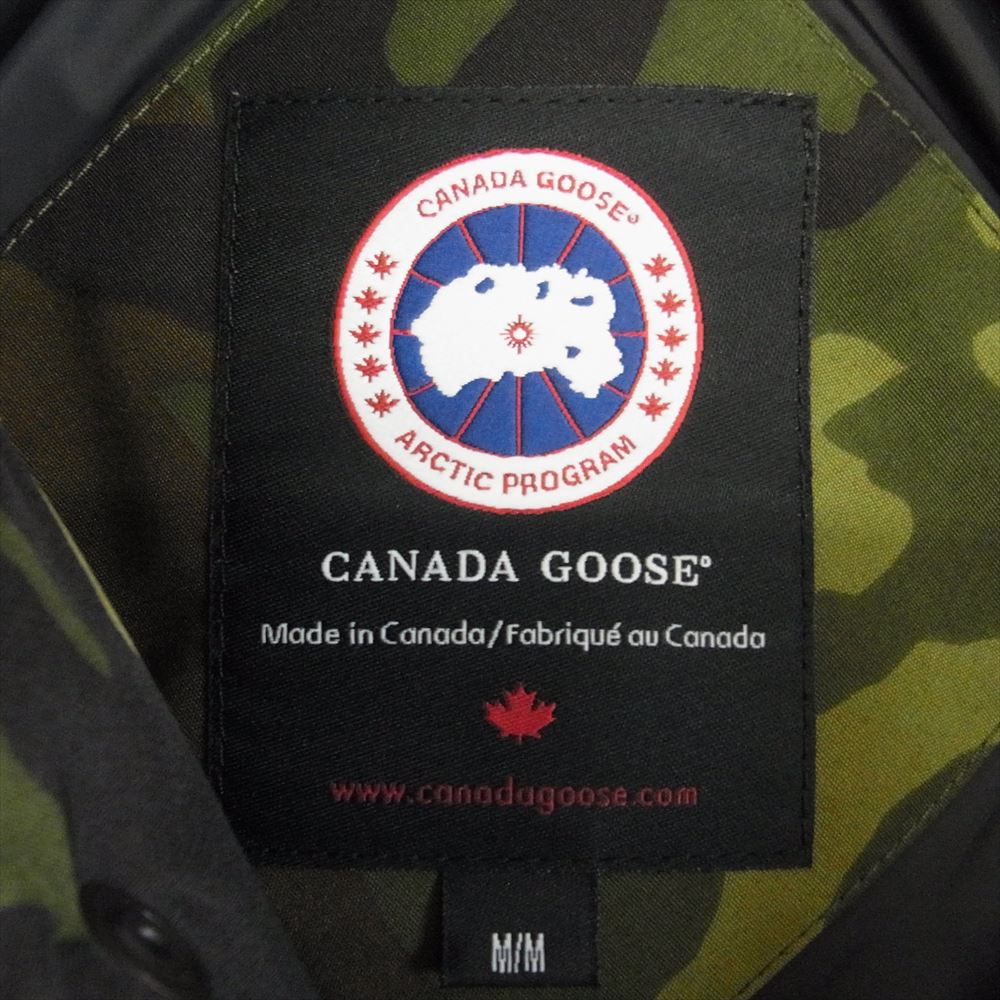 CANADA GOOSE®
ARCTIC PROGRAM
CANADA GOOSE®
Made in Canada/Fabriqué au Canada
www.canadagoose.com
M/M